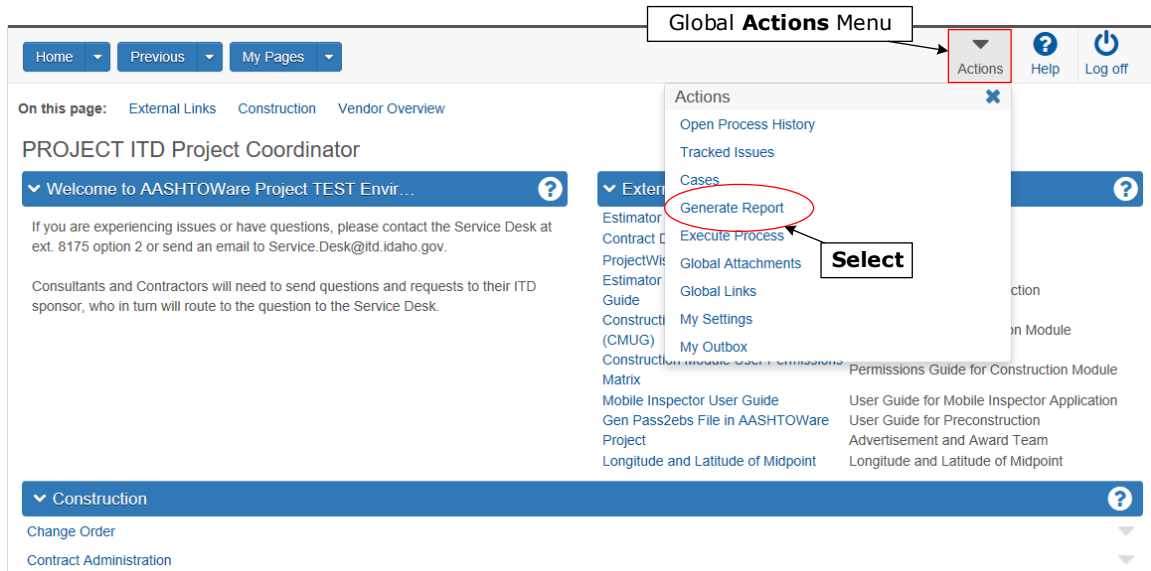 Global Actions Menu
Home
Previous
My Pages
Actions
Help
Log off
On this page: External Links Construction Vendor Overview
PROJECT ITD Project Coordinator
Welcome to AASHTOWare Project TEST Envir...
If you are experiencing issues or have questions, please contact the Service Desk at
ext. 8175 option 2 or send an email to Service.Desk@itd.idaho.gov.
Consultants and Contractors will need to send questions and requests to their ITD
sponsor, who in turn will route to the question to the Service Desk.
Actions
Open Process History
Tracked Issues
Cases
Generate Report
Execute Process
Global Attachments
Global Links
My Settings
My Outbox
Select
Estimator
Contract
Estimator
Guide
(CMUG)
Construction Module User Permissions
Matrix
Mobile Inspector User Guide
Gen Pass2ebs File in AASHTOWare
Project
Longitude and Latitude of Midpoint
Module
Permissions Guide for Construction Module
User Guide for Mobile Inspector Application
User Guide for Preconstruction
Advertisement and Award Team
Longitude and Latitude of Midpoint
Construction
Change Order
Contract Administration